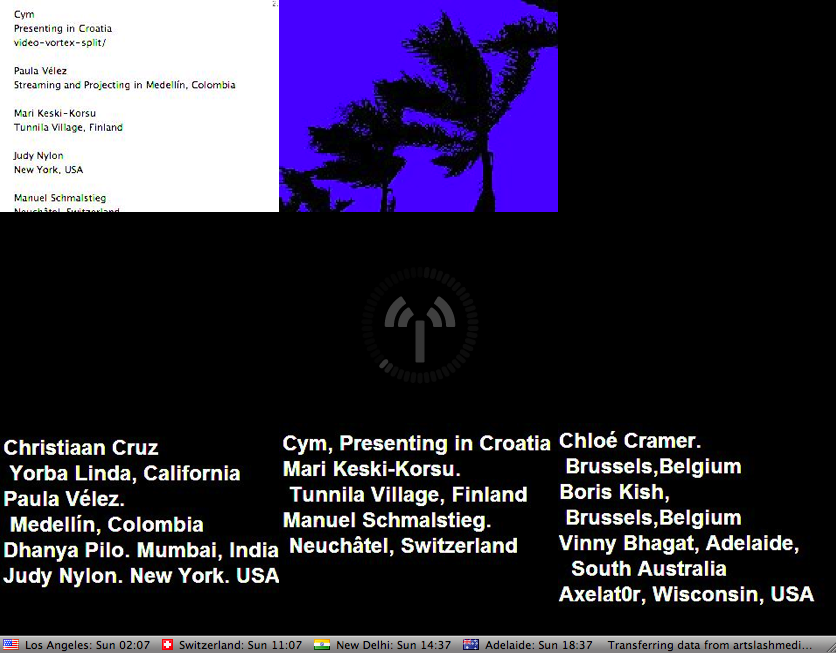 2.
Cym
Presenting in Croatia
video-vortex-split/
Paula Vélez
Streaming and Projecting in Medellín, Colombia
Mari Keski-Korsu
Tunnila Village, Finland
Judy Nylon
New York, USA
Manuel Schmalstieg
Neuchâtel, Switzerland
Christiaan Cruz
Yorba Linda, California
Paula Vélez.
Medellín, Colombia
Dhanya Pilo. Mumbai, India
Judy Nylon. New York. USA
Cym, Presenting in Croatia
Mari Keski-Korsu.
Tunnila Village, Finland
Manuel Schmalstieg.
Neuchâtel, Switzerland
Chloé Cramer.
Brussels,Belgium
Boris Kish,
Brussels,Belgium
Vinny Bhagat, Adelaide,
South Australia
Axelat0r, Wisconsin, USA
Los Angeles: Sun 02:07 Switzerland: Sun 11:07 New Delhi: Sun 14:37 Adelaide: Sun 18:37 Transferring data from artslashmedi...